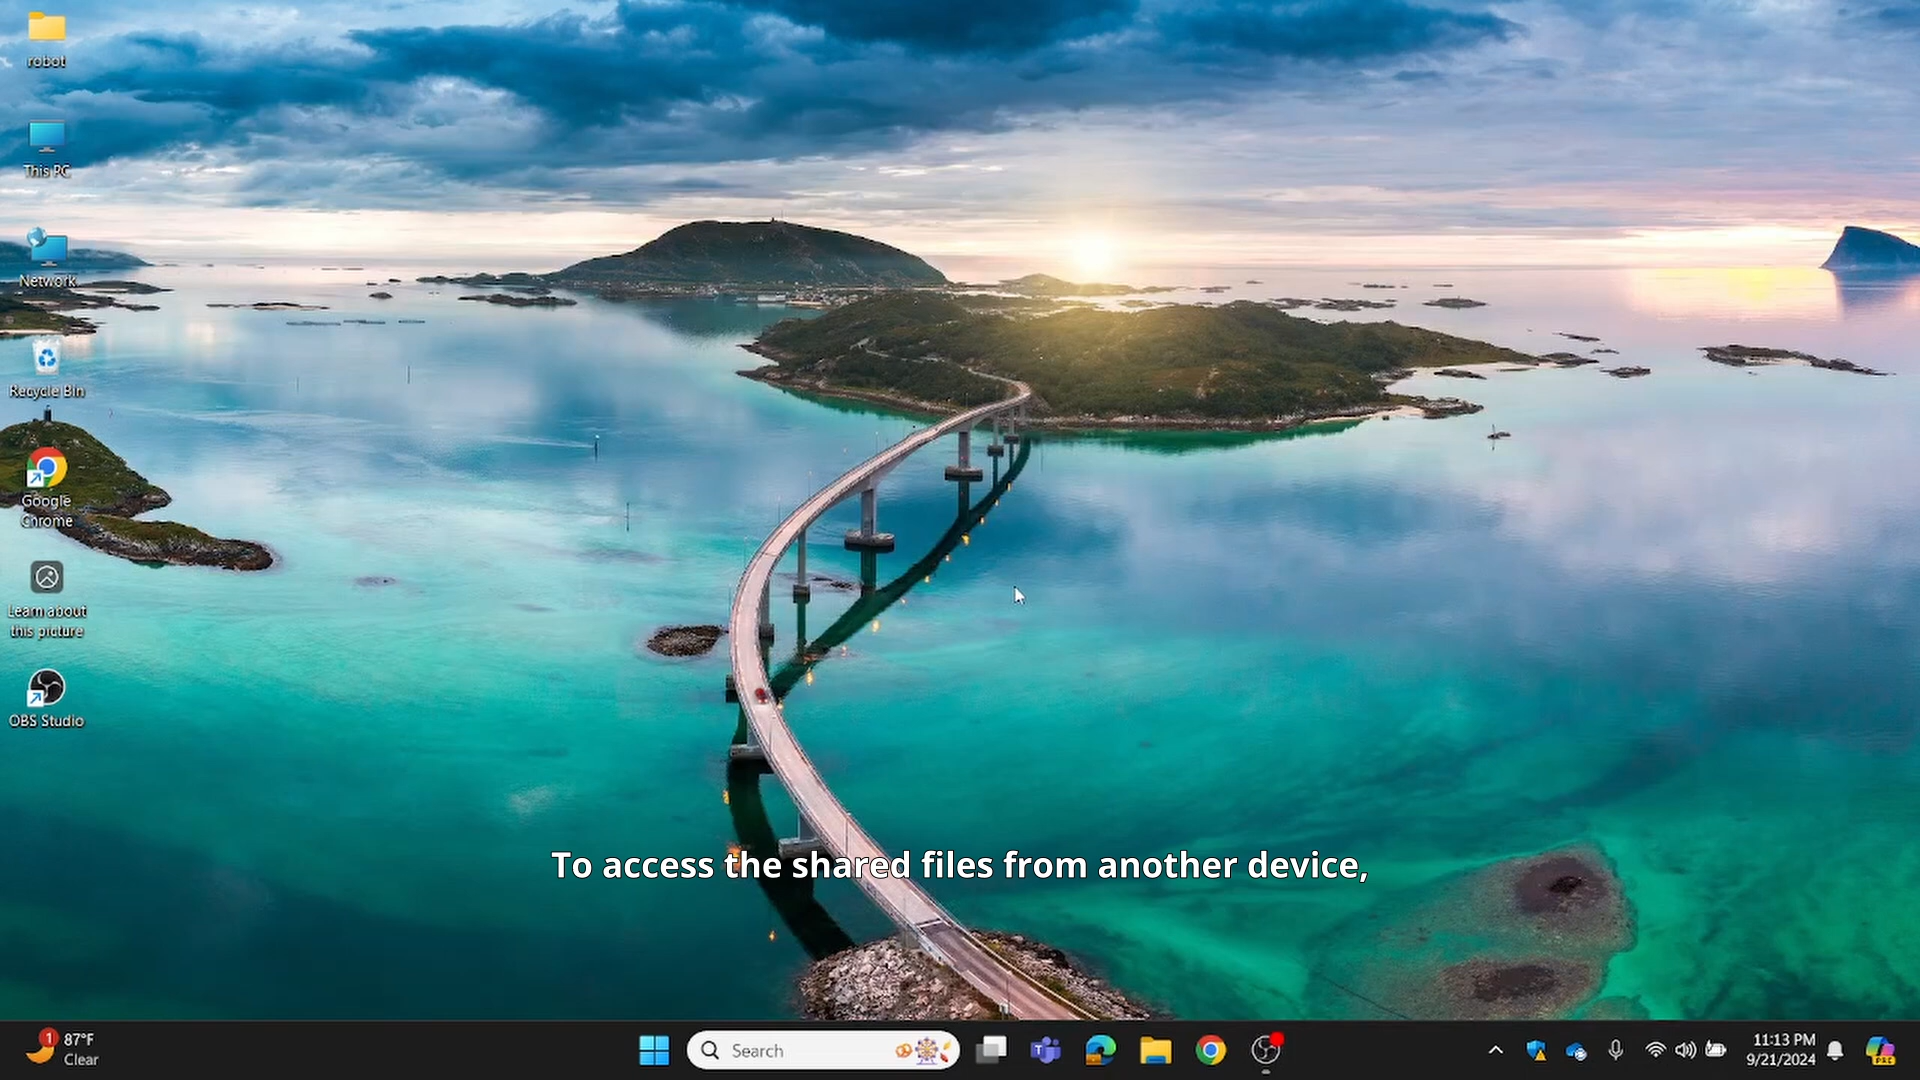 robot
This PC
Network
Recycle Bin
Google
Chrome
Learn about
this picture
OBS Studio
To access the shared files from another device,
1
87°F
Clear
Search
11:13 PM
9/21/2024